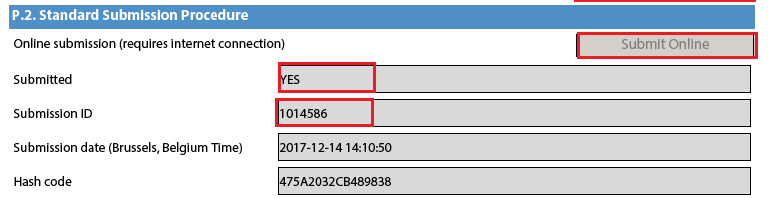 P.2. Standard Submission Procedure
Online submission (requires internet connection) Submit Online
Submitted YES
Submission ID 1014586
Submission date (Brussels, Belgium Time) 2017-12-14 14:10:50
Hash code 475A2032CB489838